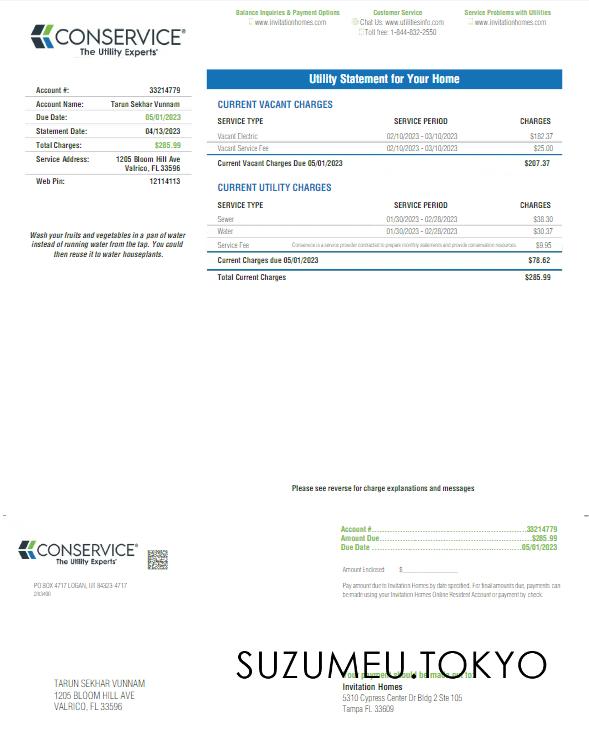 Balance Inquiries & Payment Options
www.invitationhomes.com
Customer Service
Chat Us: www.utilitiesinfo.com
Toll free: 1-844-832-2550
Service Problems with Utilities
www.invitationhomes.com
CONSERVICE®
The Utility Experts®
Account #: 33214779
Account Name: Tarun Sekhar Vunnam
Due Date: 05/01/2023
Statement Date: 04/13/2023
Total Charges: $285.99
Service Address: 1205 Bloom Hill Ave
Valrico, FL 33596
Web Pin: 12114113
Wash your fruits and vegetables in a pan of water
instead of running water from the tap. You could
then reuse it to water houseplants.
Utility Statement for Your Home
CURRENT VACANT CHARGES
SERVICE TYPE SERVICE PERIOD CHARGES
Vacant Electric 02/10/2023 - 03/10/2023 $182.37
Vacant Service Fee 02/10/2023 - 03/10/2023 $25.00
Current Vacant Charges Due 05/01/2023 $207.37
CURRENT UTILITY CHARGES
SERVICE TYPE SERVICE PERIOD CHARGES
Sewer 01/30/2023 - 02/28/2023 $38.30
Water 01/30/2023 - 02/28/2023 $30.37
Service Fee Conservice is a service provider contracted to prepare monthly statements and provide conservation resources. $9.95
Current Charges due 05/01/2023 $78.62
Total Current Charges $285.99
Please see reverse for charge explanations and messages
CONSERVICE®
The Utility Experts®
PO BOX 4717 LOGAN, UT 84323-4717
Account #.....33214779
Amount Due.....$285.99
Due Date.....05/01/2023
Amount Enclosed $
Pay amount due to Invitation Homes by date specified. For final amounts due, payments can
be made using your Invitation Homes Online Resident Account or payment by check.
SUZUMEU.TOKYO
Your payment should be made out to:
TARUN SEKHAR VUNNAM
1205 BLOOM HILL AVE
VALRICO, FL 33596
Invitation Homes
5310 Cypress Center Dr Bldg 2 Ste 105
Tampa FL 33609